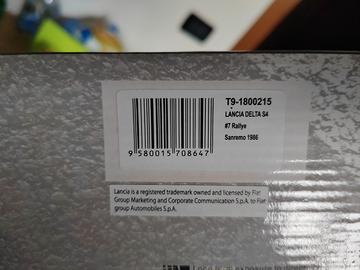 T9-1800215
LANCIA DELTA S4
#7 Rallye
Sanremo 1986
9 580015 708647
Lancia is a registered trademark owned and licensed by Fiat
Group Marketing and Corporate Communication S.p.A. to Fiat
group Automobiles S.p.A.